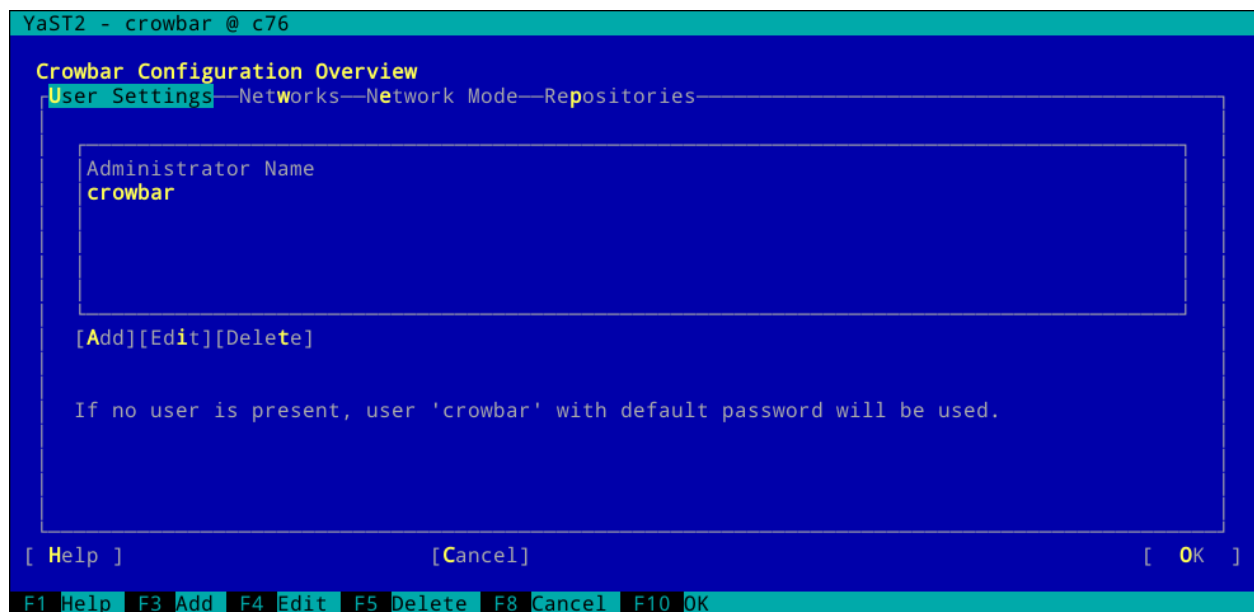 YaST2 - crowbar @ c76
Crowbar Configuration Overview
User Settings Networks Network Mode Repositories
Administrator Name
crowbar
[Add][Edit][Delete]
If no user is present, user 'crowbar' with default password will be used.
[ Help ] [Cancel] [ OK ]
F1 Help F3 Add F4 Edit F5 Delete F8 Cancel F10 OK